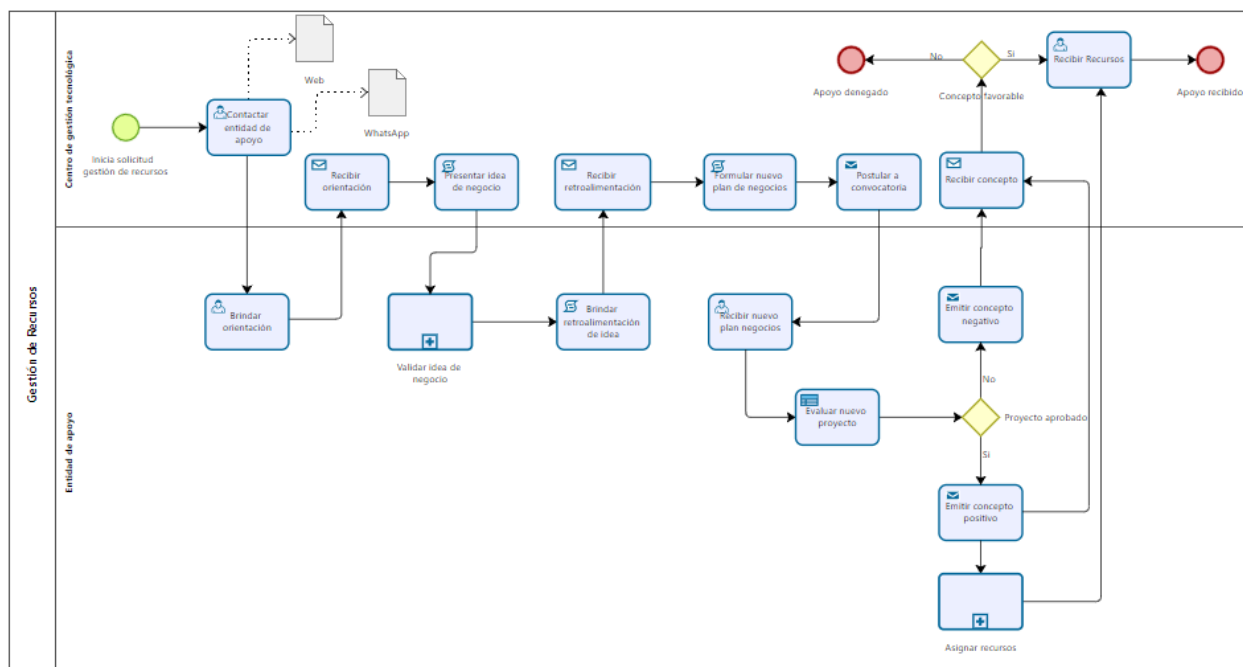 Gestión de Recursos
Centro de gestión tecnológica
Entidad de apoyo
Inicia solicitud
gestión de recursos
Contactar
entidad de
apoyo
Web
WhatsApp
Recibir
orientación
Presentar idea
de negocio
Recibir
retroalimentación
Formular nuevo
plan de negocios
Postular a
convocatoria
Recibir concepto
Apoyo denegado
No
Concepto favorable
Si
Recibir Recursos
Apoyo recibido
Brindar
orientación
Validar idea de
negocio
Brindar
retroalimentación
de idea
Recibir nuevo
plan negocios
Evaluar nuevo
proyecto
Emitir concepto
negativo
No
Proyecto aprobado
Si
Emitir concepto
positivo
Asignar recursos